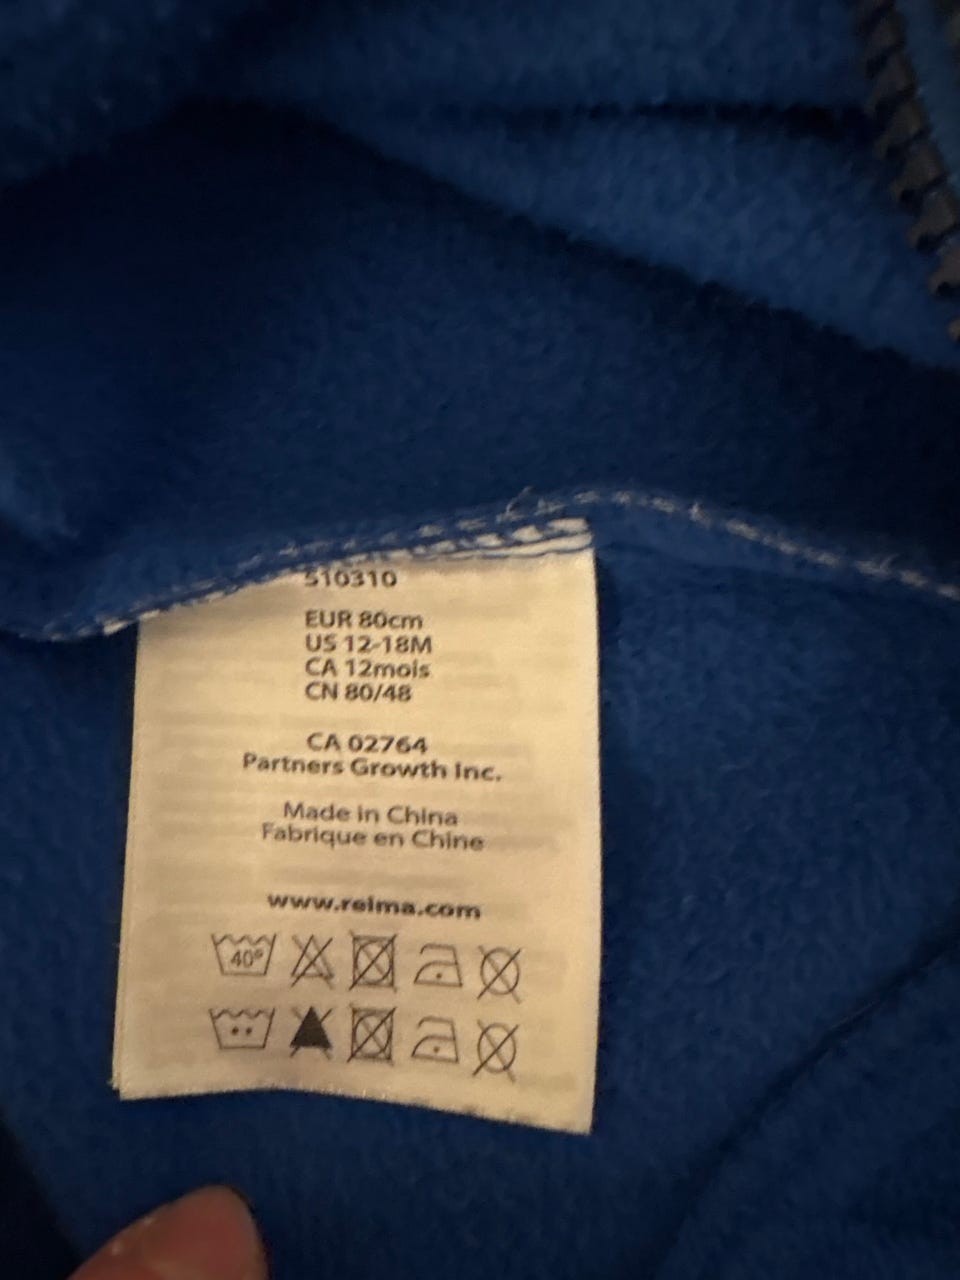 510310
EUR 80cm
US 12-18M
CA 12mois
CN 80/48
CA 02764
Partners Growth Inc.
Made in China
Fabrique en Chine
www.reima.com
40°